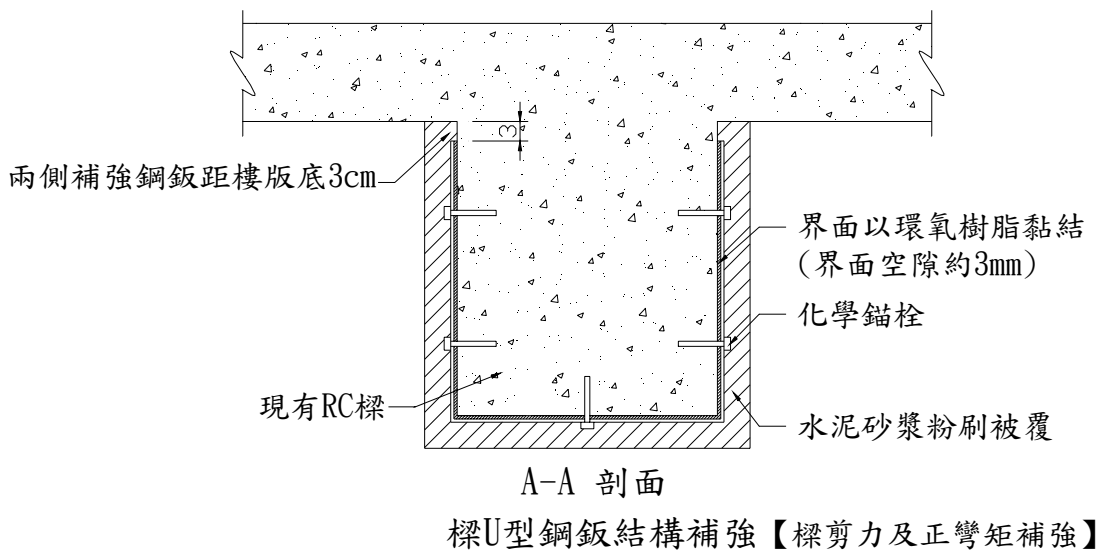 3
兩側補強鋼鈑距樓版底3cm
界面以環氧樹脂黏結
(界面空隙約3mm)
化學錨栓
現有RC樑
水泥砂漿粉刷被覆
A-A 剖面
樑U型鋼鈑結構補強【樑剪力及正彎矩補強】